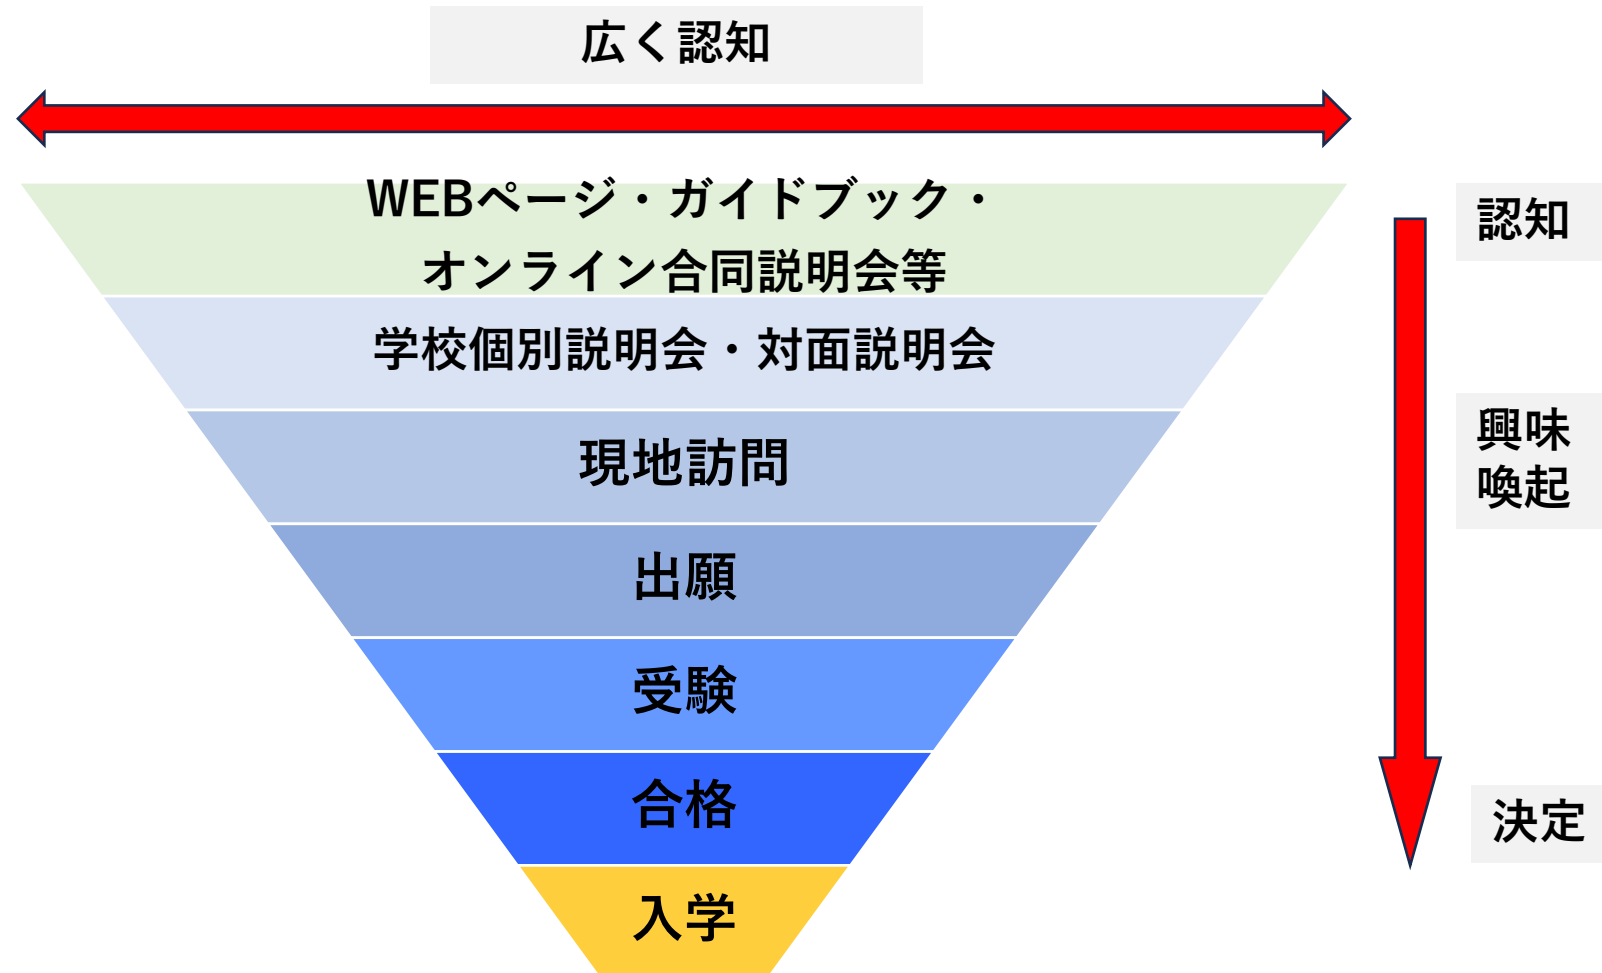 広く認知
WEBページ・ガイドブック・
オンライン合同説明会等
認知
学校個別説明会・対面説明会
現地訪問
興味
喚起
出願
受験
合格
決定
入学